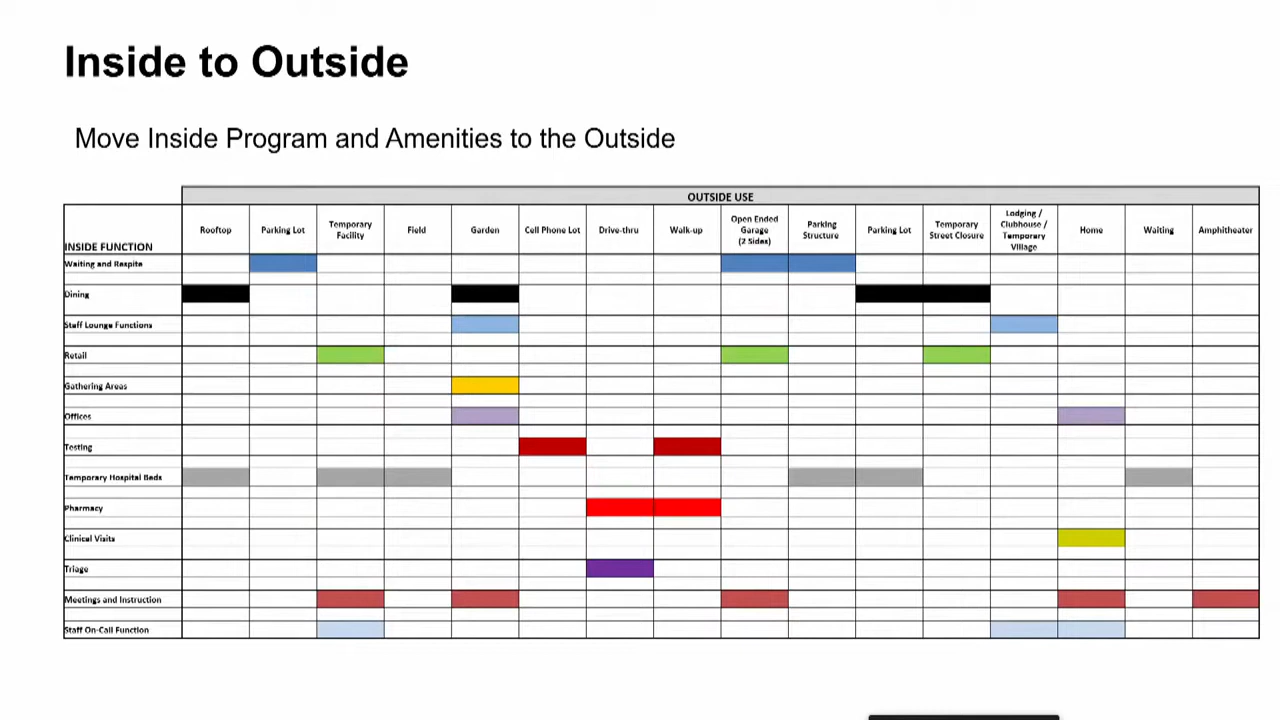 Inside to Outside
Move Inside Program and Amenities to the Outside
OUTSIDE USE
INSIDE FUNCTION
Rooftop
Parking Lot
Temporary
Facility
Field
Garden
Cell Phone Lot
Drive-thru
Walk-up
Open Ended
Garage
(2 Sides)
Parking
Structure
Parking Lot
Temporary
Street Closure
Lodging /
Clubhouse /
Temporary
Village
Home
Waiting
Amphitheater
Waiting and Respite
Dining
Staff Lounge Functions
Retail
Gathering Areas
Offices
Testing
Temporary Hospital Beds
Pharmacy
Clinical Visits
Triage
Meetings and Instruction
Staff On-Call Function